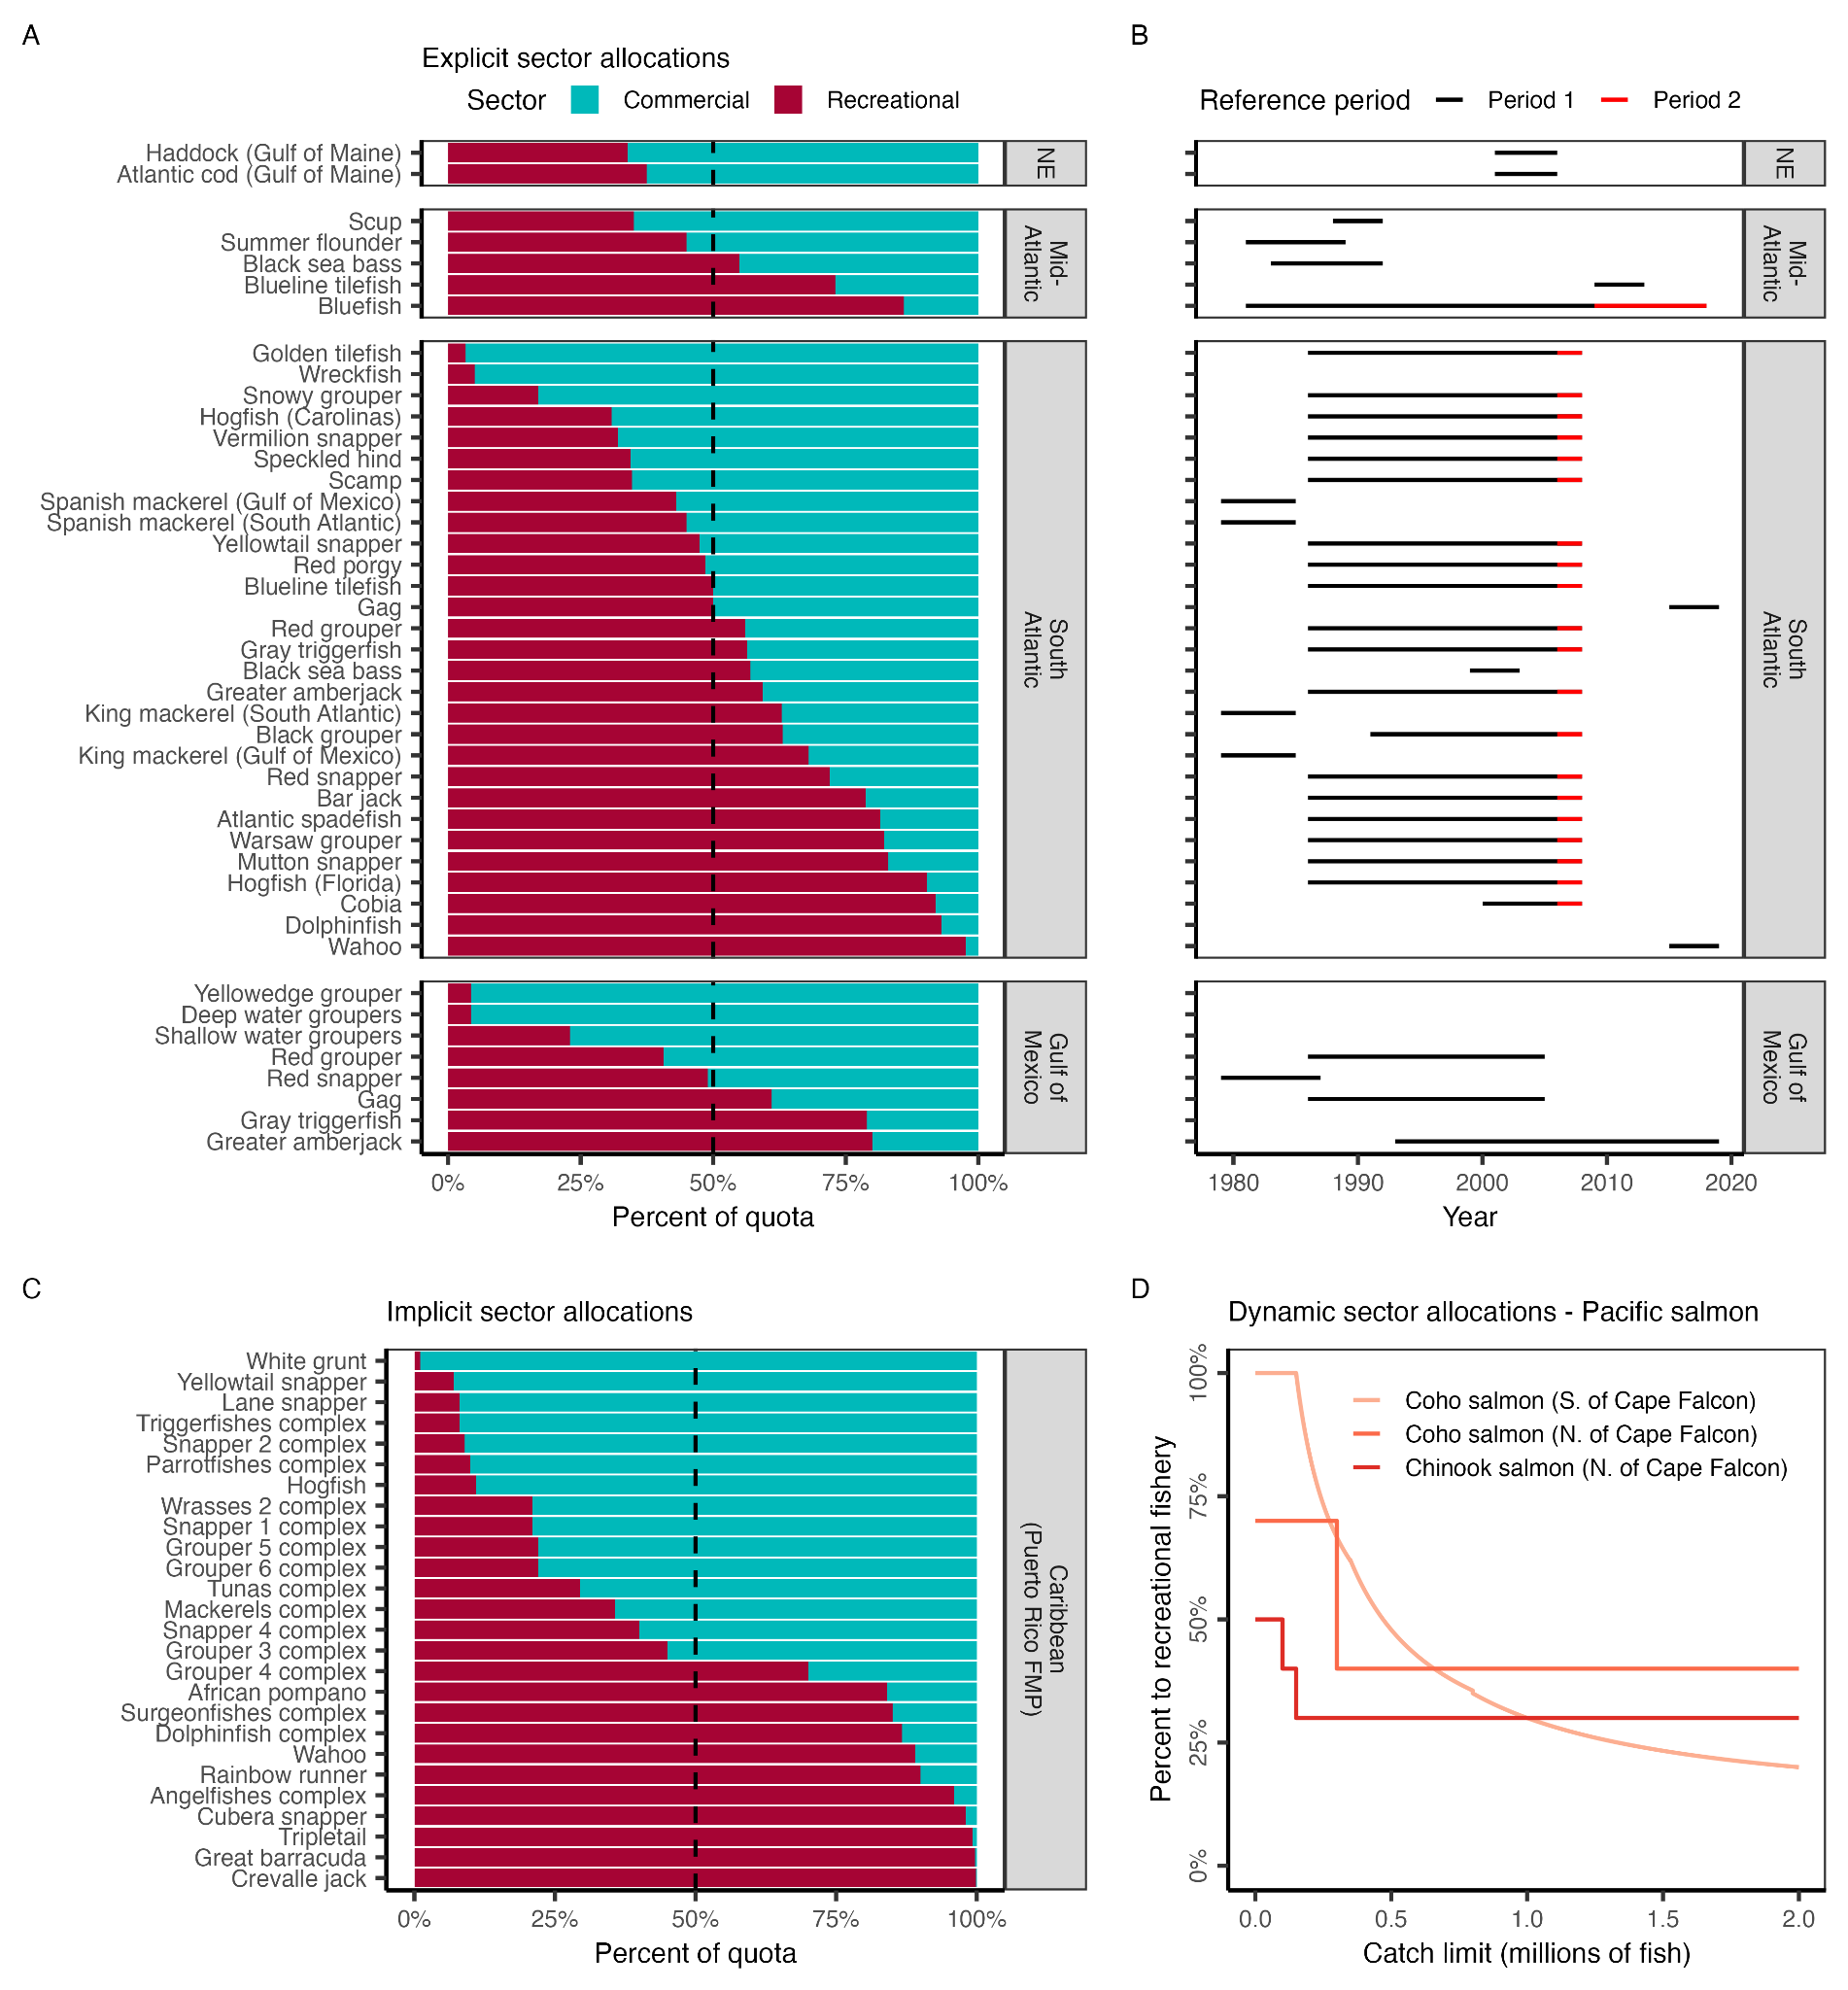 A
Explicit sector allocations
Sector Commercial Recreational
Haddock (Gulf of Maine)
Atlantic cod (Gulf of Maine)
NE
Scup
Summer flounder
Black sea bass
Blueline tilefish
Bluefish
Mid-
Atlantic
Golden tilefish
Wreckfish
Snowy grouper
Hogfish (Carolinas)
Vermilion snapper
Speckled hind
Scamp
Spanish mackerel (Gulf of Mexico)
Spanish mackerel (South Atlantic)
Yellowtail snapper
Red porgy
Blueline tilefish
Gag
Red grouper
Gray triggerfish
Black sea bass
Greater amberjack
King mackerel (South Atlantic)
Black grouper
King mackerel (Gulf of Mexico)
Red snapper
Bar jack
Atlantic spadefish
Warsaw grouper
Mutton snapper
Hogfish (Florida)
Cobia
Dolphinfish
Wahoo
South
Atlantic
Yellowedge grouper
Deep water groupers
Shallow water groupers
Red grouper
Red snapper
Gag
Gray triggerfish
Greater amberjack
Gulf of
Mexico
0% 25% 50% 75% 100%
Percent of quota
B
Reference period Period 1 Period 2
NE
Mid-
Atlantic
South
Atlantic
Gulf of
Mexico
1980 1990 2000 2010 2020
Year
C
Implicit sector allocations
White grunt
Yellowtail snapper
Lane snapper
Triggerfishes complex
Snapper 2 complex
Parrotfishes complex
Hogfish
Wrasses 2 complex
Snapper 1 complex
Grouper 5 complex
Grouper 6 complex
Tunas complex
Mackerels complex
Snapper 4 complex
Grouper 3 complex
Grouper 4 complex
African pompano
Surgeonfishes complex
Dolphinfish complex
Wahoo
Rainbow runner
Angelfishes complex
Cubera snapper
Tripletail
Great barracuda
Crevalle jack
Caribbean
(Puerto Rico FMP)
0% 25% 50% 75% 100%
Percent of quota
D
Dynamic sector allocations - Pacific salmon
Coho salmon (S. of Cape Falcon)
Coho salmon (N. of Cape Falcon)
Chinook salmon (N. of Cape Falcon)
Percent to recreational fishery
100%
75%
50%
25%
0%
0.0 0.5 1.0 1.5 2.0
Catch limit (millions of fish)